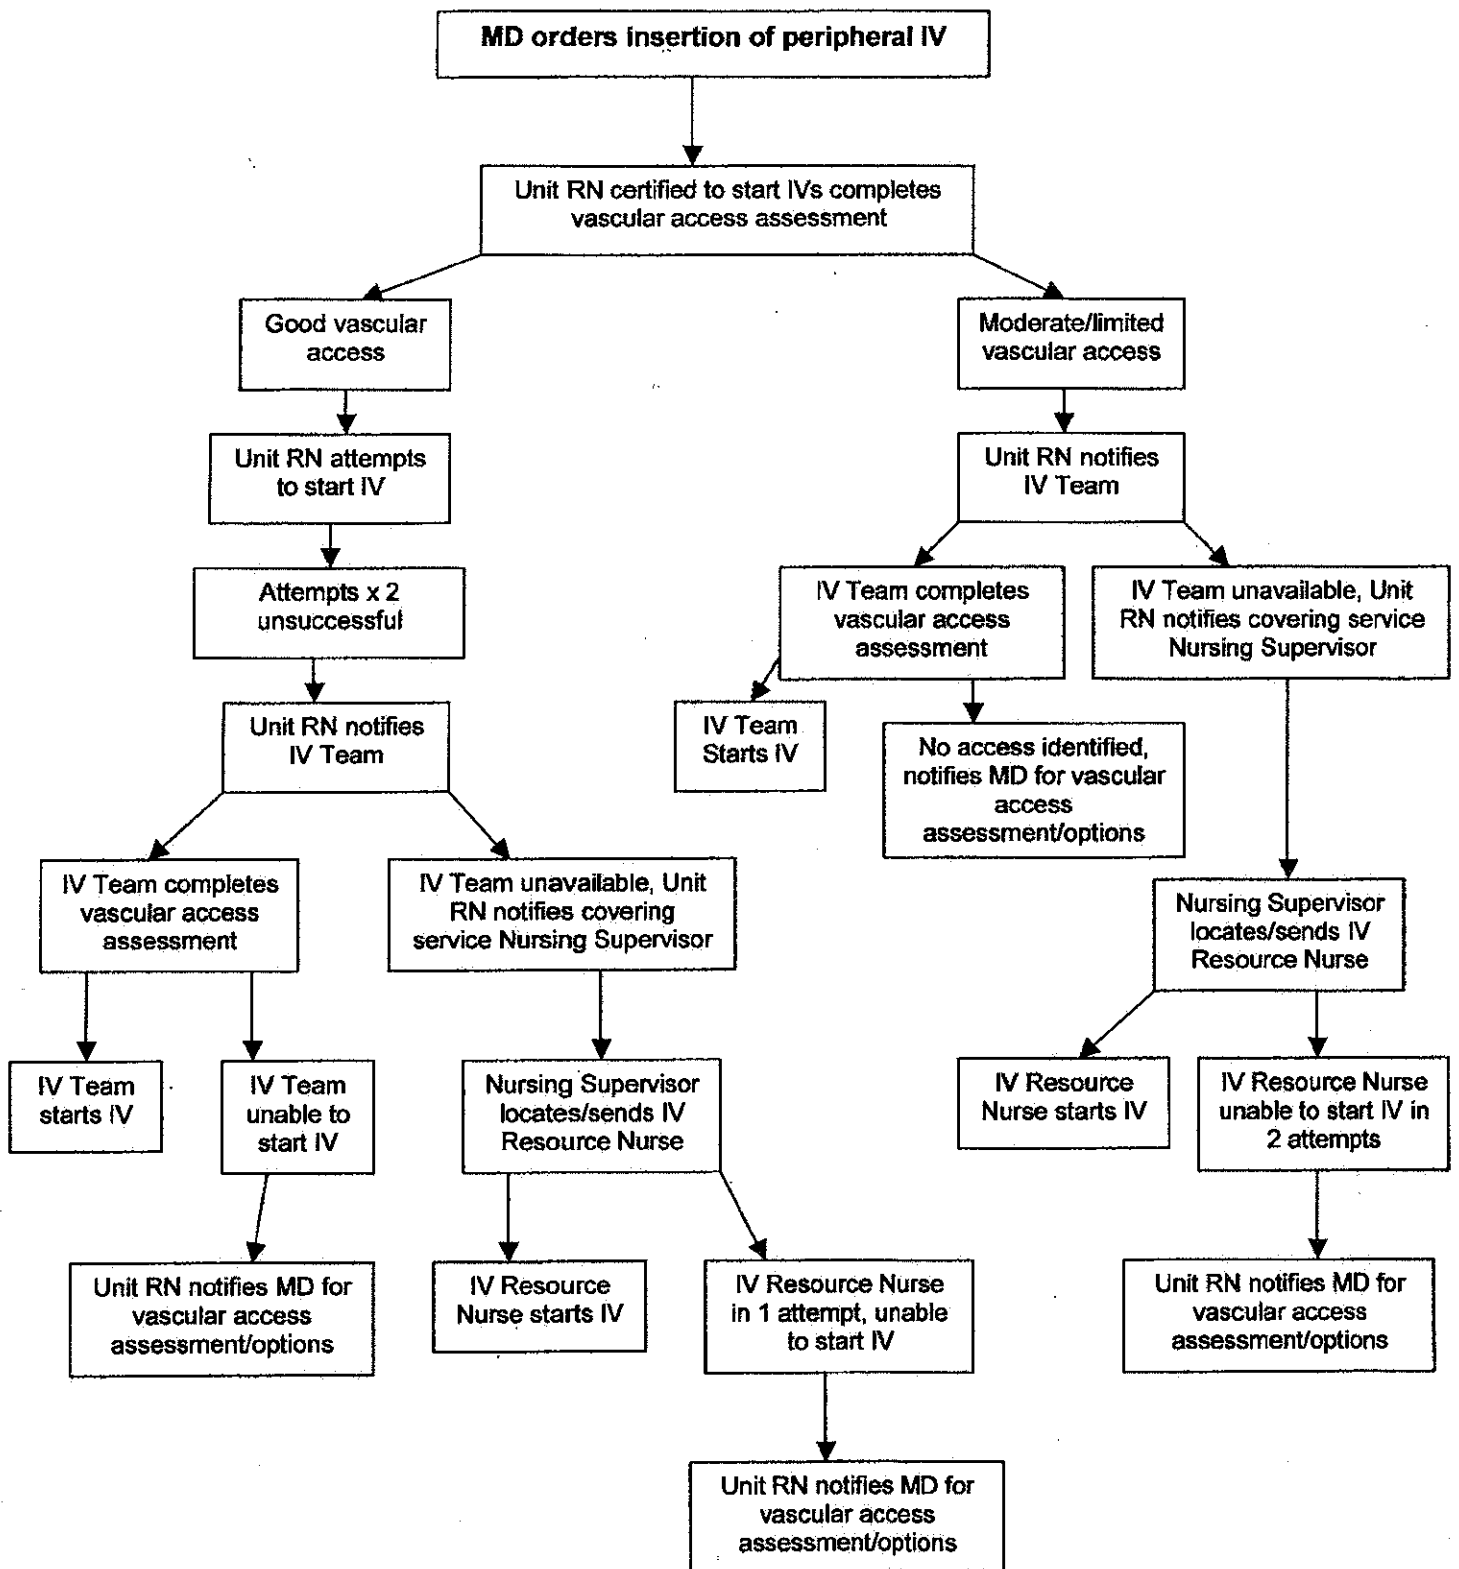 MD orders insertion of peripheral IV
Unit RN certified to start IVs completes
vascular access assessment
Good vascular
access
Moderate/limited
vascular access
Unit RN attempts
to start IV
Unit RN notifies
IV Team
Attempts x 2
unsuccessful
IV Team completes
vascular access
assessment
IV Team unavailable, Unit
RN notifies covering service
Nursing Supervisor
Unit RN notifies
IV Team
IV Team
Starts IV
No access identified,
notifies MD for vascular
access
assessment/options
IV Team completes
vascular access
assessment
IV Team unavailable, Unit
RN notifies covering
service Nursing Supervisor
Nursing Supervisor
locates/sends IV
Resource Nurse
IV Team
starts IV
IV Team
unable to
start IV
Nursing Supervisor
locates/sends IV
Resource Nurse
IV Resource
Nurse starts IV
IV Resource Nurse
unable to start IV in
2 attempts
Unit RN notifies MD for
vascular access
assessment/options
IV Resource
Nurse starts IV
IV Resource Nurse
in 1 attempt, unable
to start IV
Unit RN notifies MD for
vascular access
assessment/options
Unit RN notifies MD for
vascular access
assessment/options